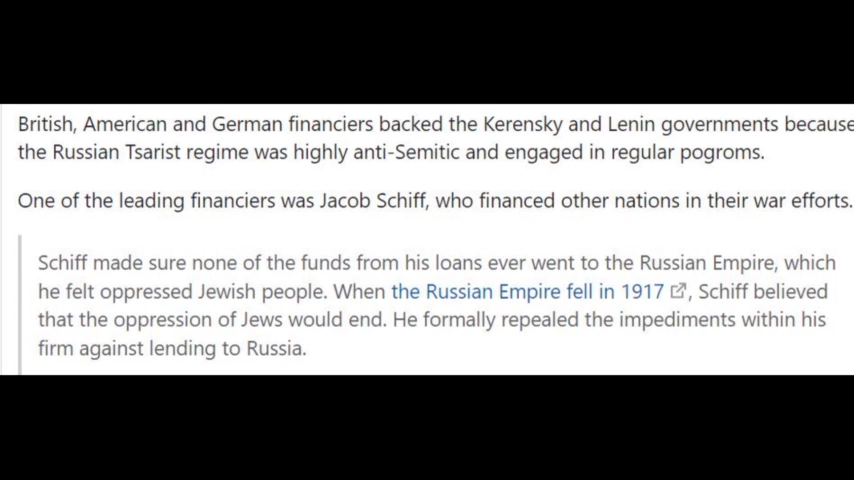 British, American and German financiers backed the Kerensky and Lenin governments because
the Russian Tsarist regime was highly anti-Semitic and engaged in regular pogroms.
One of the leading financiers was Jacob Schiff, who financed other nations in their war efforts.
Schiff made sure none of the funds from his loans ever went to the Russian Empire, which
he felt oppressed Jewish people. When the Russian Empire fell in 1917, Schiff believed
that the oppression of Jews would end. He formally repealed the impediments within his
firm against lending to Russia.